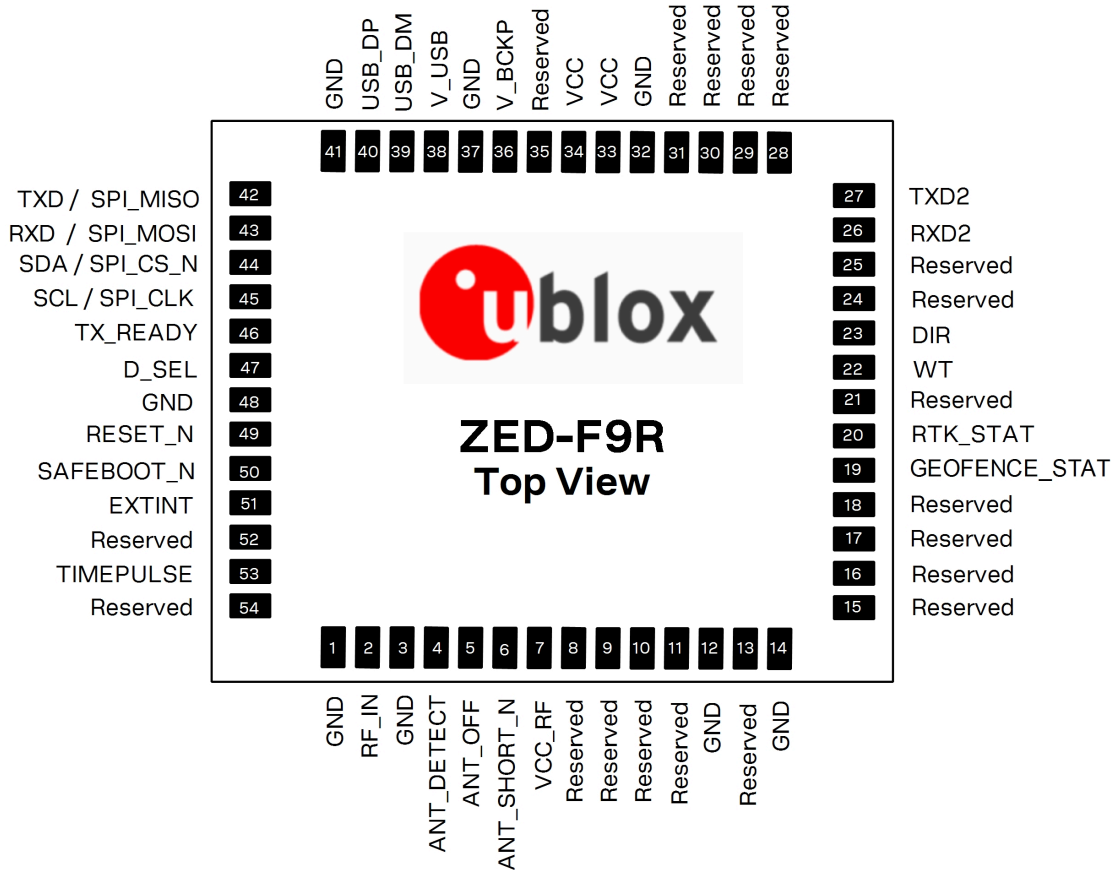 GND
USB_DP
USB_DM
V_USB
GND
V_BCKP
Reserved
VCC
VCC
GND
Reserved
Reserved
Reserved
Reserved
41 40 39 38 37 36 35 34 33 32 31 30 29 28
TXD / SPI_MISO 42
RXD / SPI_MOSI 43
SDA / SPI_CS_N 44
SCL / SPI_CLK 45
TX_READY 46
D_SEL 47
GND 48
RESET_N 49
SAFEBOOT_N 50
EXTINT 51
Reserved 52
TIMEPULSE 53
Reserved 54
ublox
ZED-F9R
Top View
27 TXD2
26 RXD2
25 Reserved
24 Reserved
23 DIR
22 WT
21 Reserved
20 RTK_STAT
19 GEOFENCE_STAT
18 Reserved
17 Reserved
16 Reserved
15 Reserved
1 2 3 4 5 6 7 8 9 10 11 12 13 14
GND
RF_IN
GND
ANT_DETECT
ANT_OFF
ANT_SHORT_N
VCC_RF
Reserved
Reserved
Reserved
Reserved
GND
Reserved
GND